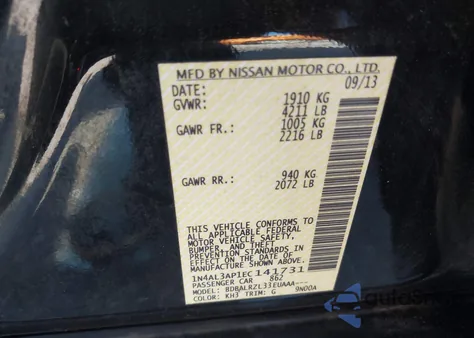 MFD BY NISSAN MOTOR CO., LTD.
DATE: 09/13
GVWR: 1910 KG
4211 LB
GAWR FR.: 1005 KG
2216 LB
GAWR RR.: 940 KG
2072 LB
THIS VEHICLE CONFORMS TO
ALL APPLICABLE FEDERAL
MOTOR VEHICLE SAFETY,
BUMPER, AND THEFT
PREVENTION STANDARDS IN
EFFECT ON THE DATE OF
MANUFACTURE SHOWN ABOVE.
1N4AL3AP1EC141731
PASSENGER CAR 862
MODEL: BDBALRZL33EUAAA---
COLOR: KH3 TRIM: G 9N00A